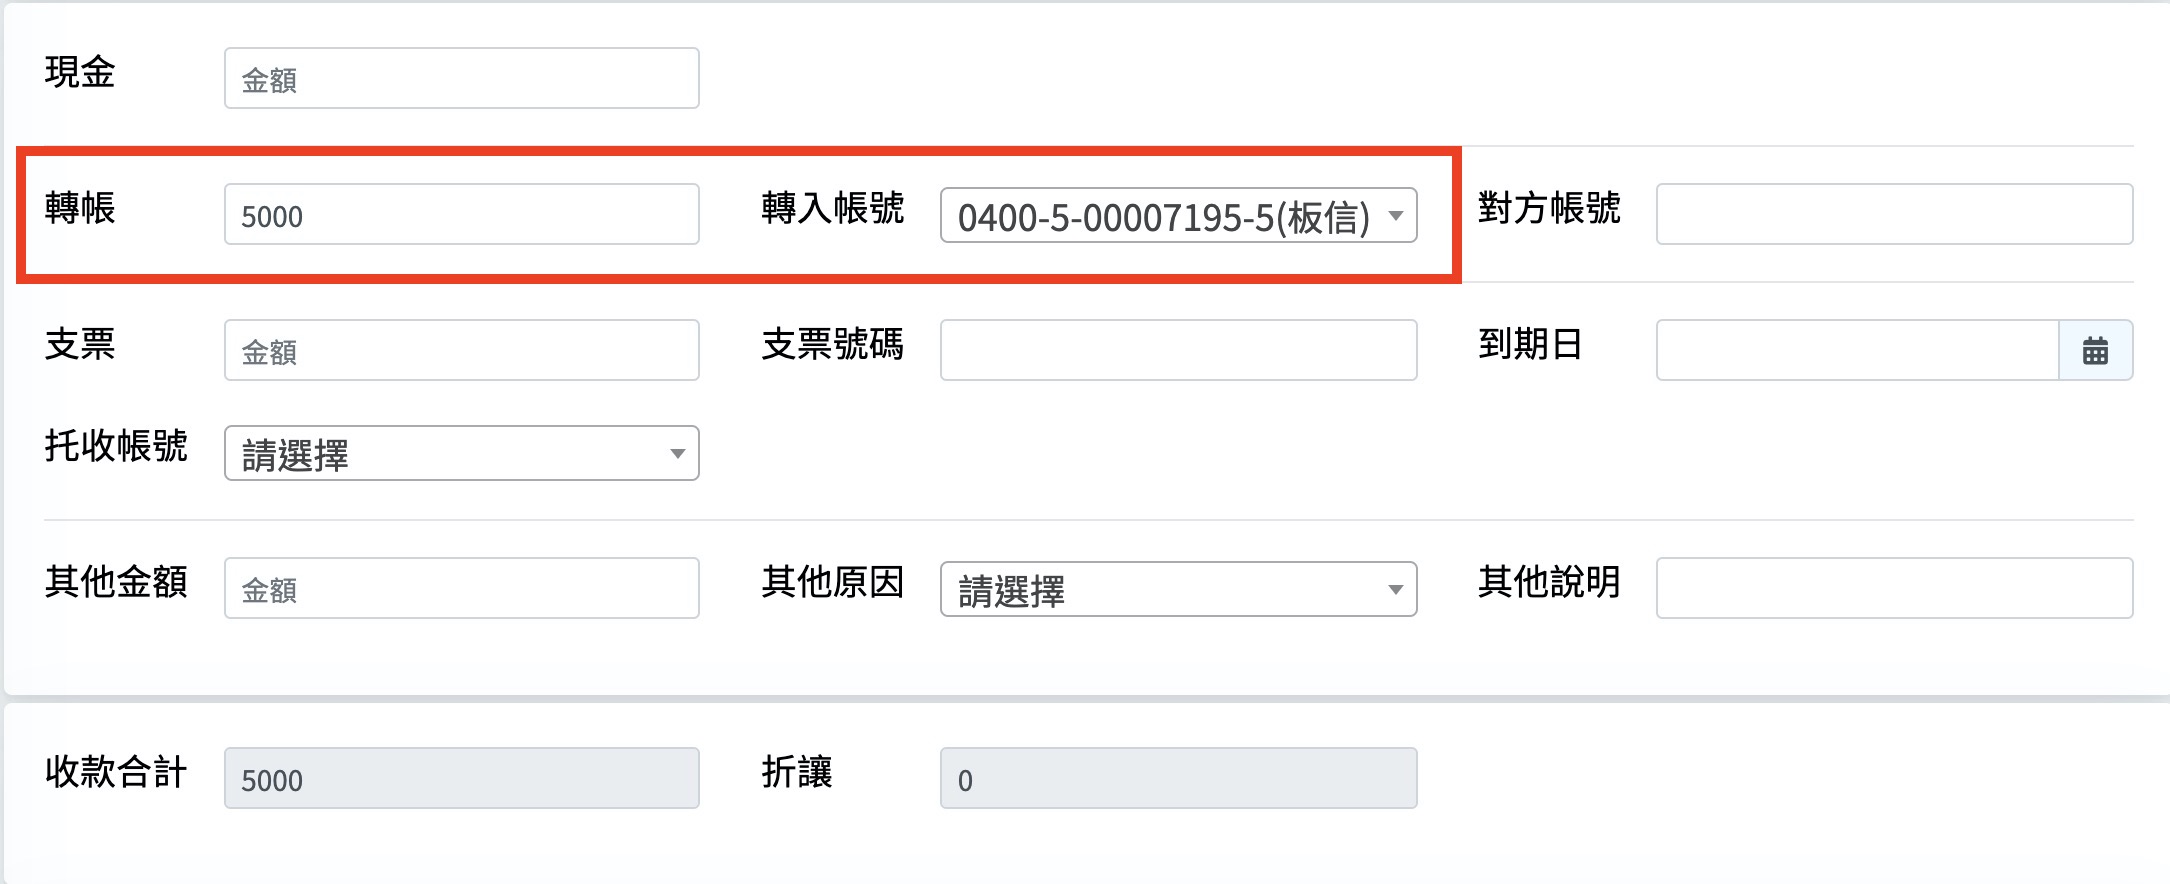 現金 金額
轉帳 5000 轉入帳號 0400-5-00007195-5(板信) 對方帳號
支票 金額 支票號碼 到期日
托收帳號 請選擇
其他金額 金額 其他原因 請選擇 其他說明
收款合計 5000 折讓 0